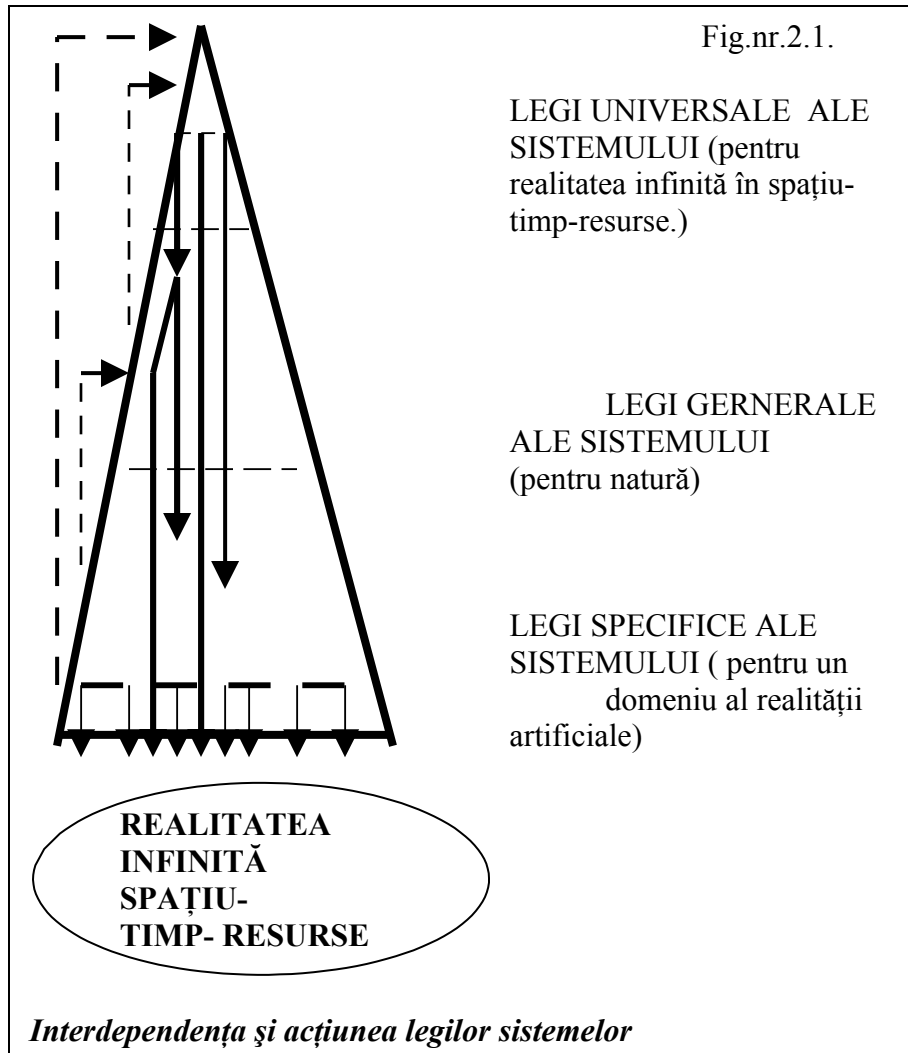 Fig.nr.2.1.
LEGI UNIVERSALE ALE
SISTEMULUI (pentru
realitatea infinită în spațiu-
timp-resurse.)
LEGI GERNERALE
ALE SISTEMULUI
(pentru natură)
LEGI SPECIFICE ALE
SISTEMULUI ( pentru un
domeniu al realității
artificiale)
REALITATEA
INFINITĂ
SPAȚIU-
TIMP- RESURSE
Interdependența şi acțiunea legilor sistemelor